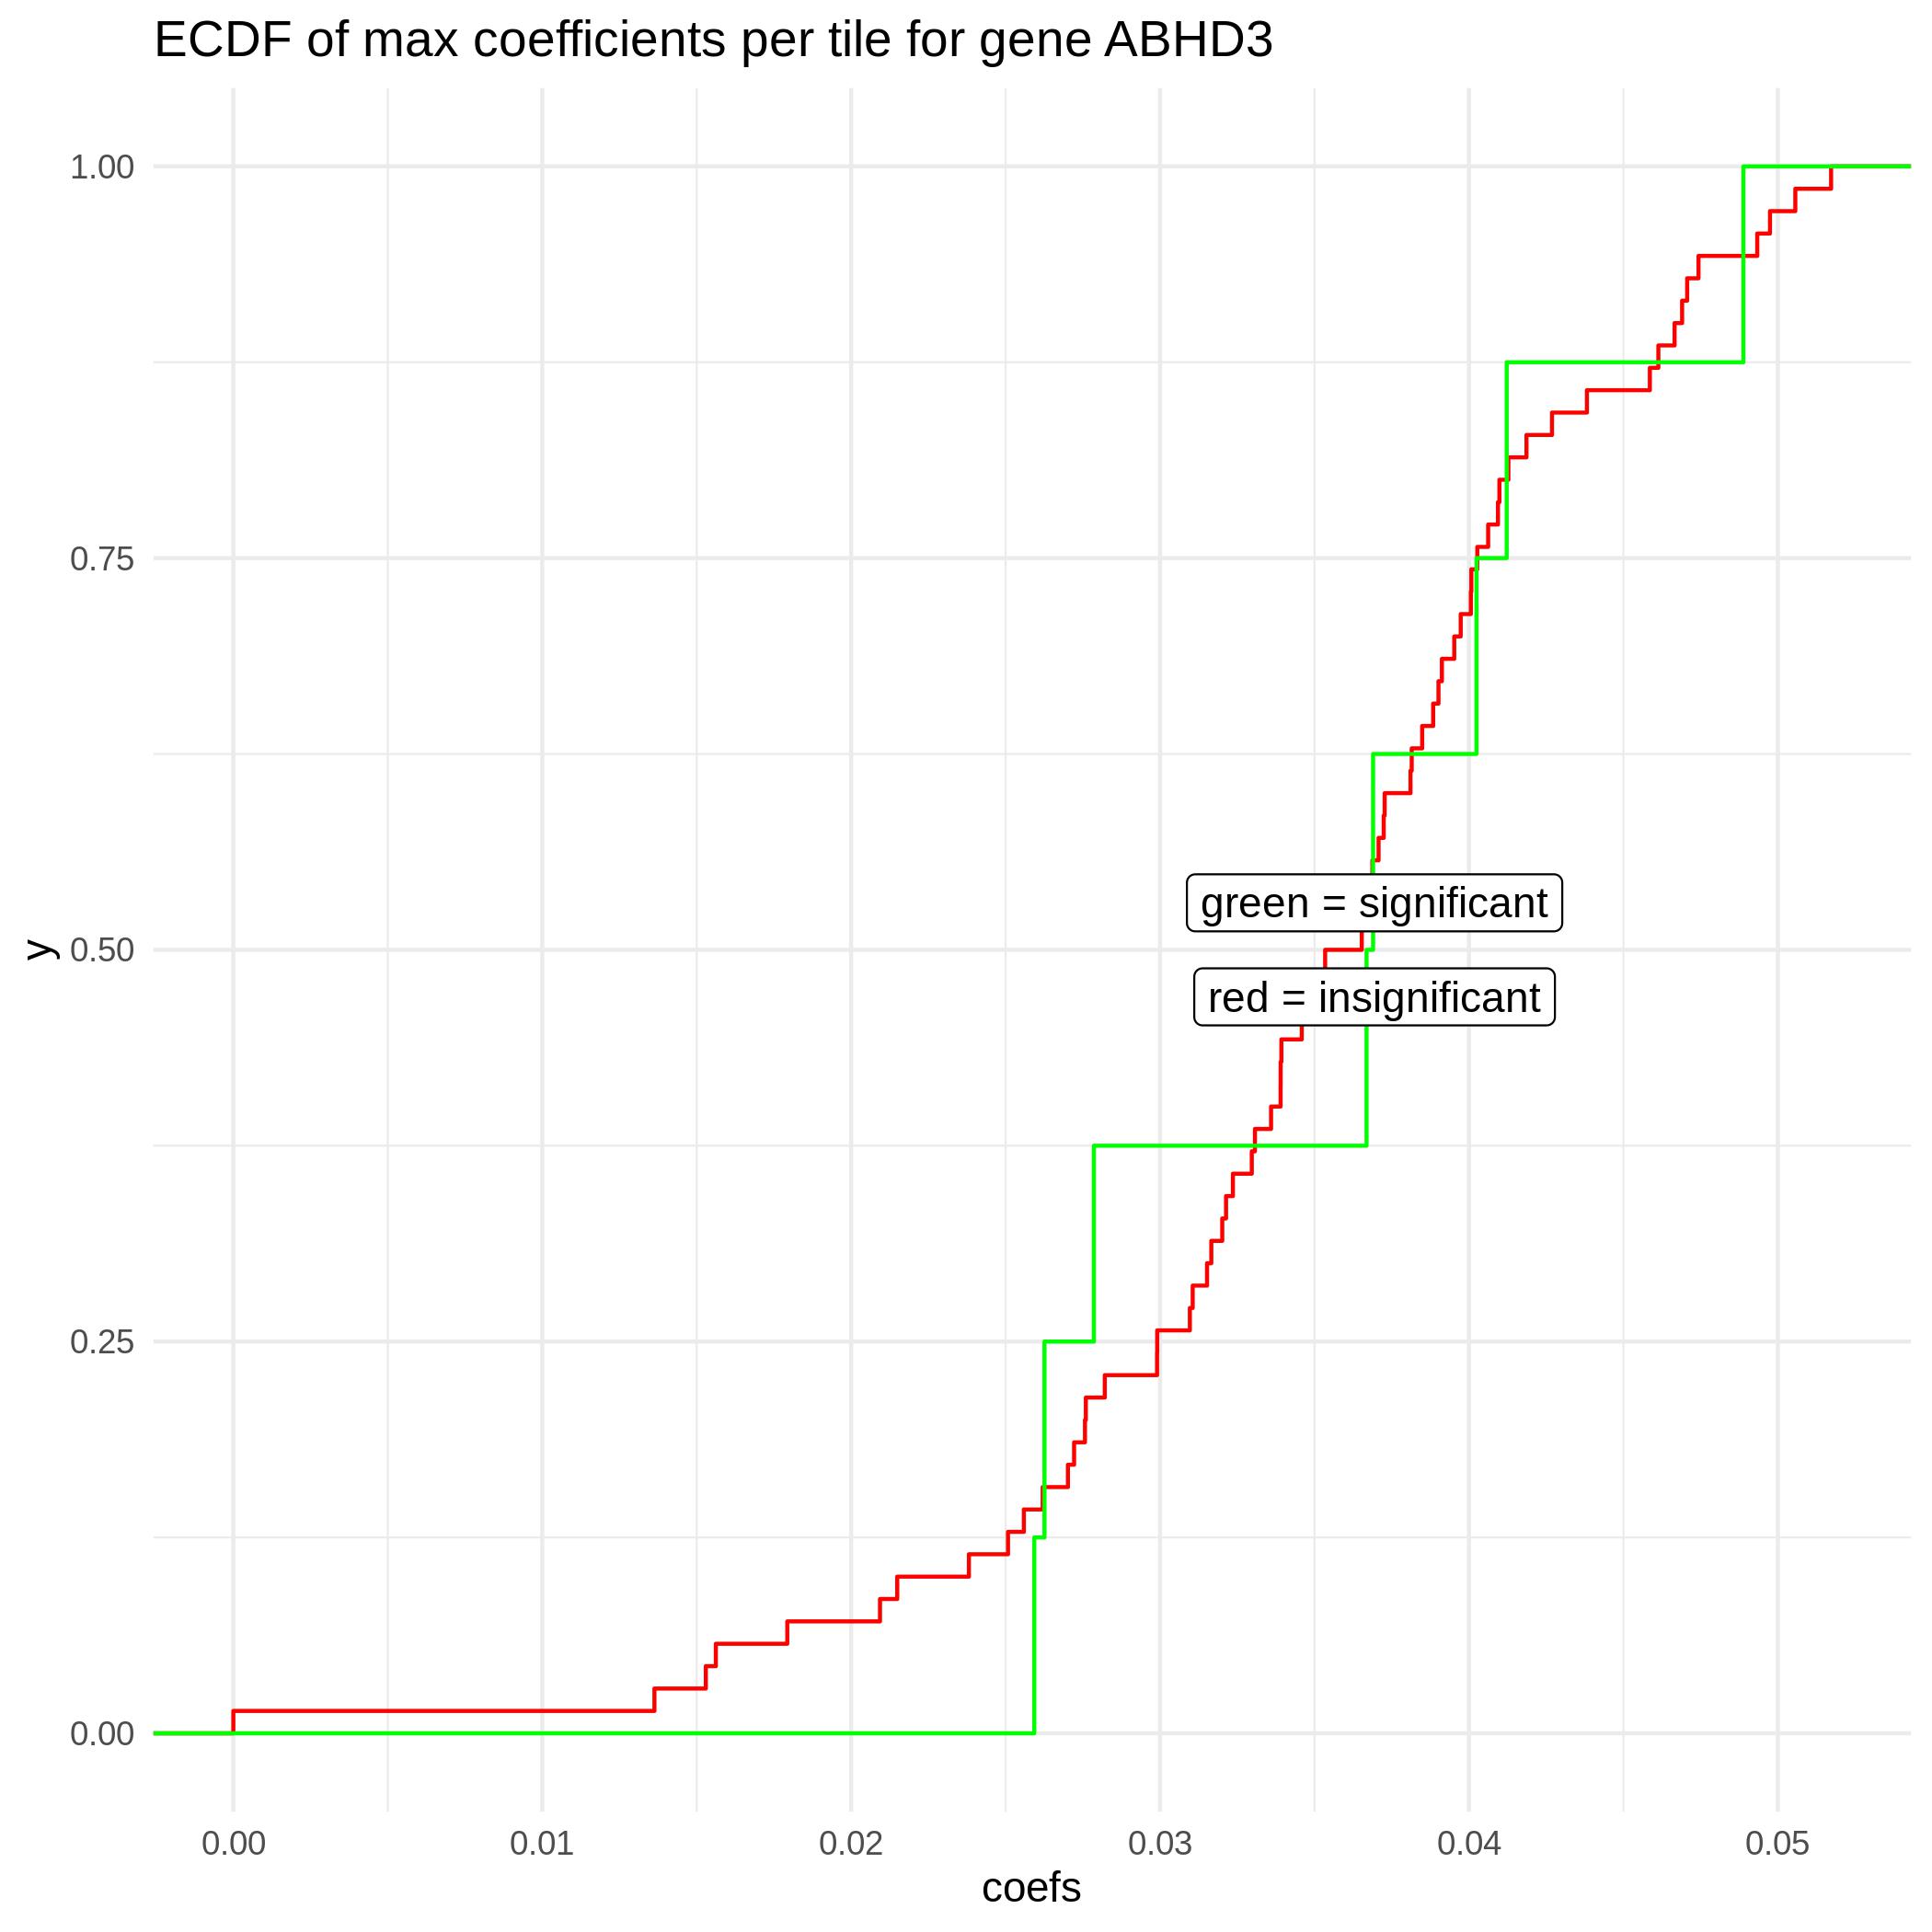 ECDF of max coefficients per tile for gene ABHD3
1.00
0.75
0.50
0.25
0.00
y
green = significant
red = insignificant
0.00 0.01 0.02 0.03 0.04 0.05
coefs